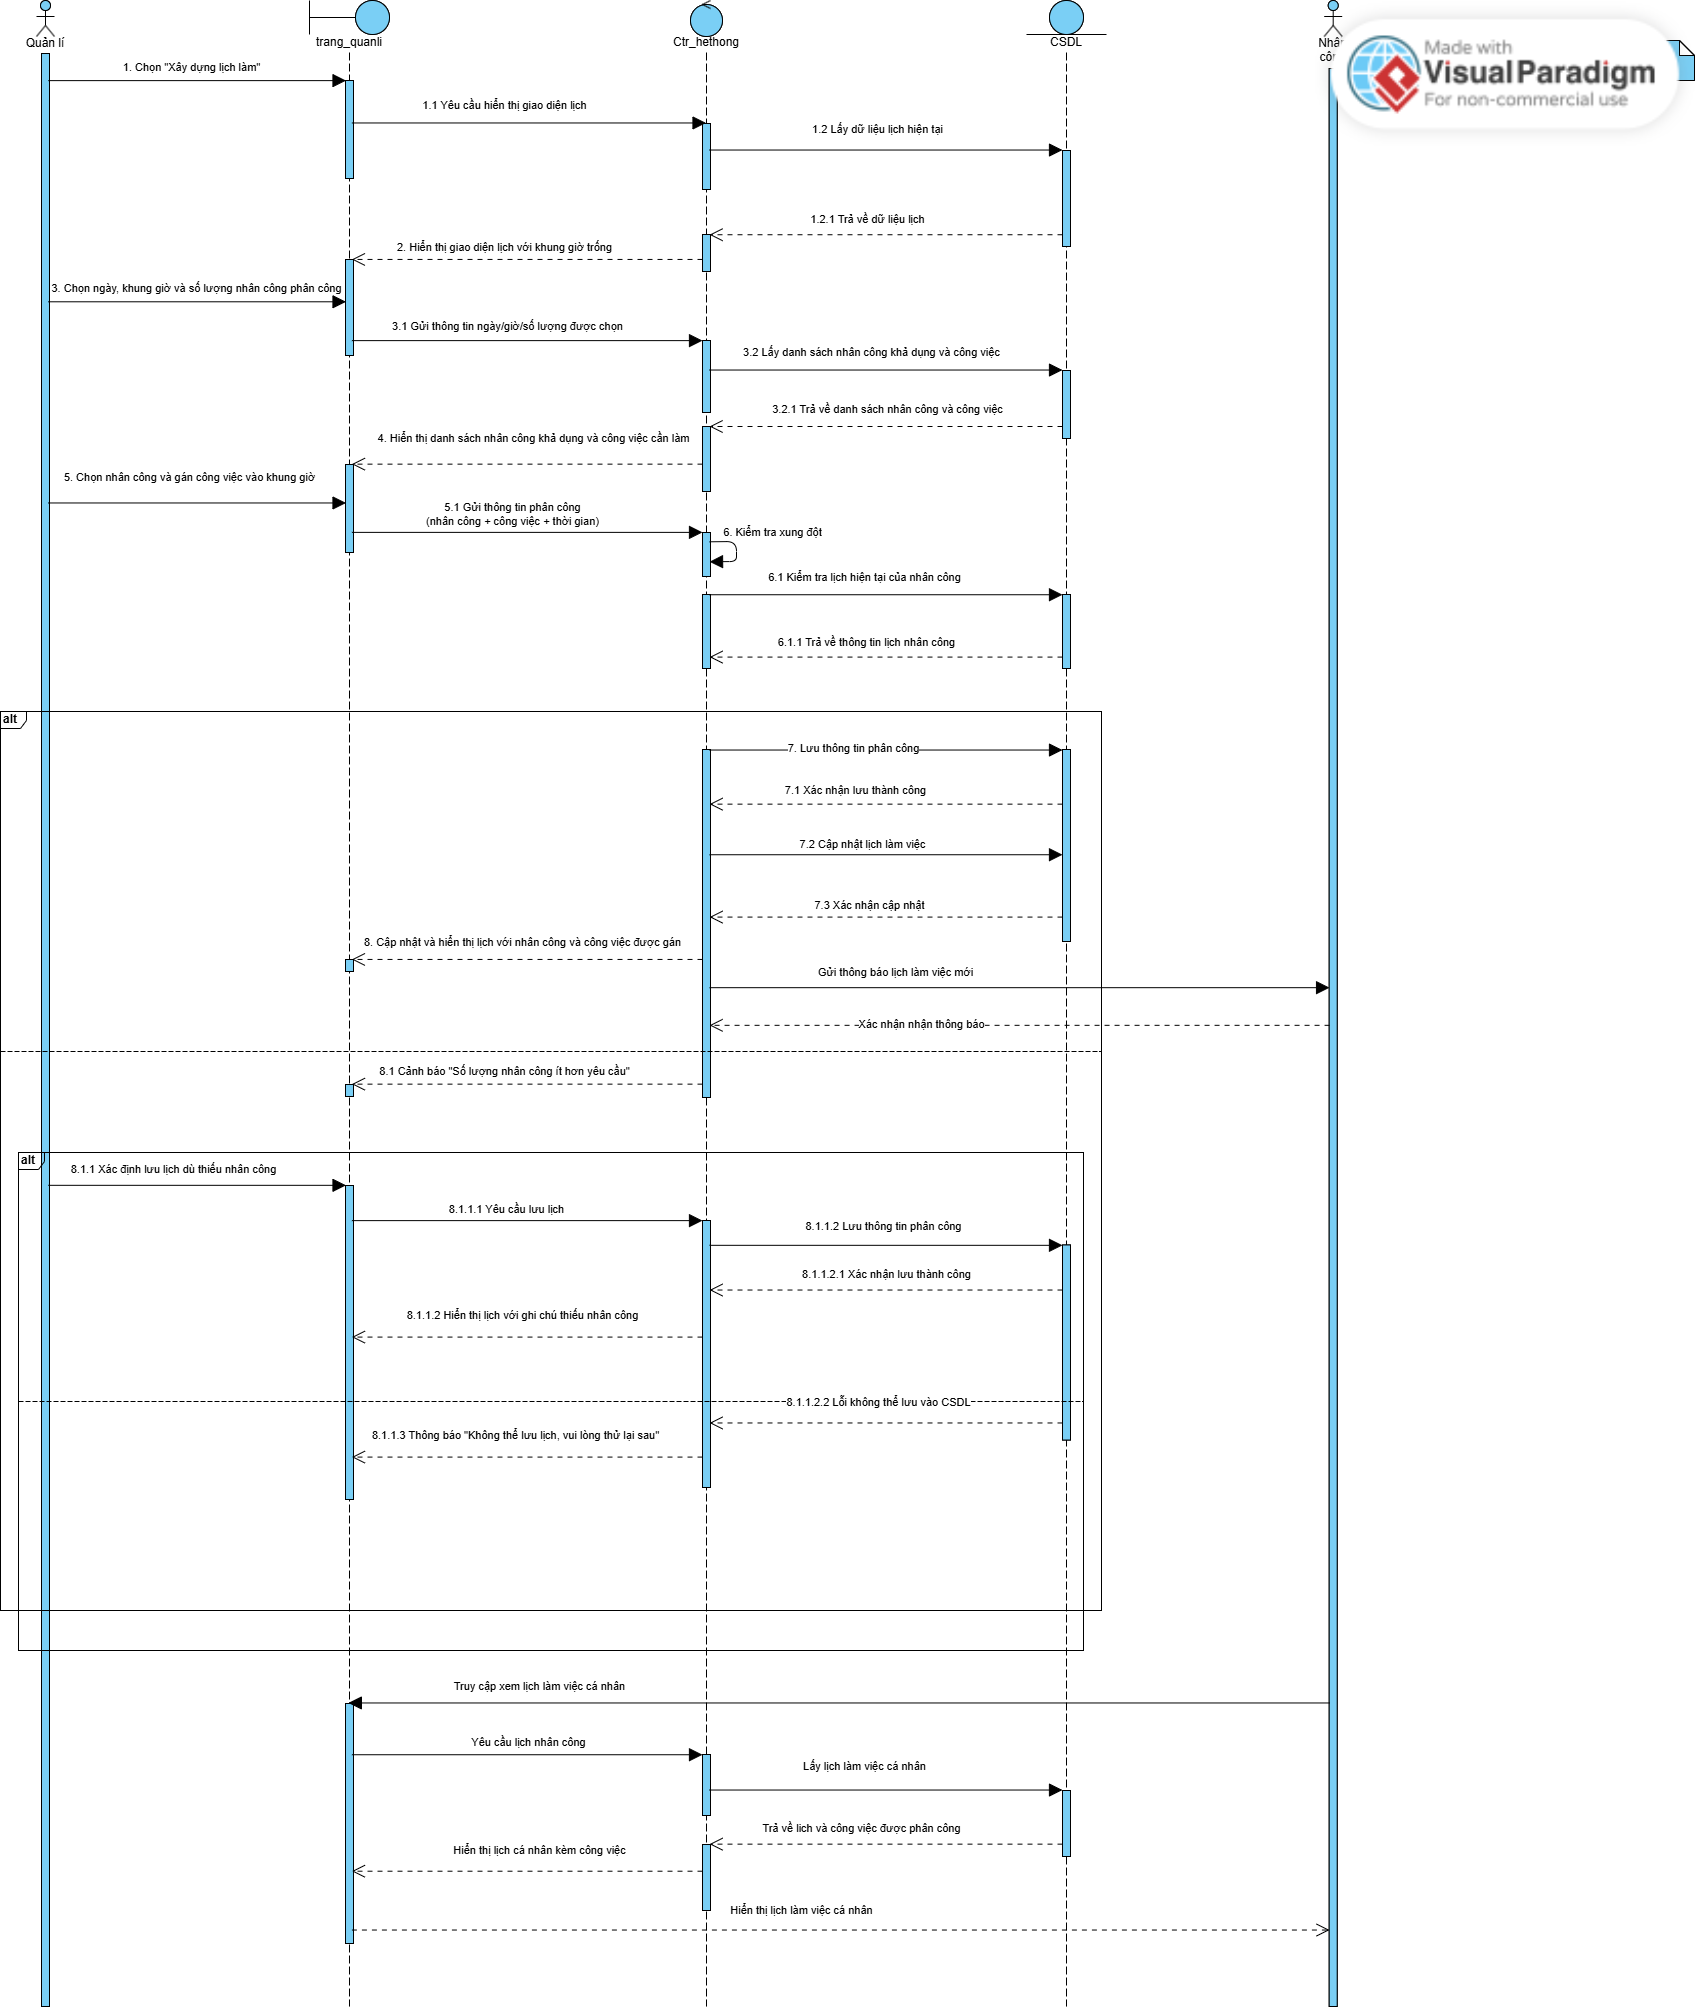 Quản lí
trang_quanli
Ctr_hethong
CSDL
Made with
Visual Paradigm
For non-commercial use
1. Chọn "Xây dựng lịch làm"
1.1 Yêu cầu hiển thị giao diện lịch
1.2 Lấy dữ liệu lịch hiện tại
1.2.1 Trả về dữ liệu lịch
2. Hiển thị giao diện lịch với khung giờ trống
3. Chọn ngày, khung giờ và số lượng nhân công phân công
3.1 Gửi thông tin ngày/giờ/số lượng được chọn
3.2 Lấy danh sách nhân công khả dụng và công việc
3.2.1 Trả về danh sách nhân công và công việc
4. Hiển thị danh sách nhân công khả dụng và công việc cần làm
5. Chọn nhân công và gán công việc vào khung giờ
5.1 Gửi thông tin phân công
(nhân công + công việc + thời gian)
6. Kiểm tra xung đột
6.1 Kiểm tra lịch hiện tại của nhân công
6.1.1 Trả về thông tin lịch nhân công
alt
7. Lưu thông tin phân công
7.1 Xác nhận lưu thành công
7.2 Cập nhật lịch làm việc
7.3 Xác nhận cập nhật
8. Cập nhật và hiển thị lịch với nhân công và công việc được gán
Gửi thông báo lịch làm việc mới
Xác nhận nhận thông báo
8.1 Cảnh báo "Số lượng nhân công ít hơn yêu cầu"
alt
8.1.1 Xác định lưu lịch dù thiếu nhân công
8.1.1.1 Yêu cầu lưu lịch
8.1.1.2 Lưu thông tin phân công
8.1.1.2.1 Xác nhận lưu thành công
8.1.1.2 Hiển thị lịch với ghi chú thiếu nhân công
8.1.1.2.2 Lỗi không thể lưu vào CSDL
8.1.1.3 Thông báo "Không thể lưu lịch, vui lòng thử lại sau"
Truy cập xem lịch làm việc cá nhân
Yêu cầu lịch nhân công
Lấy lịch làm việc cá nhân
Trả về lich và công việc được phân công
Hiển thị lịch cá nhân kèm công việc
Hiển thị lịch làm việc cá nhân